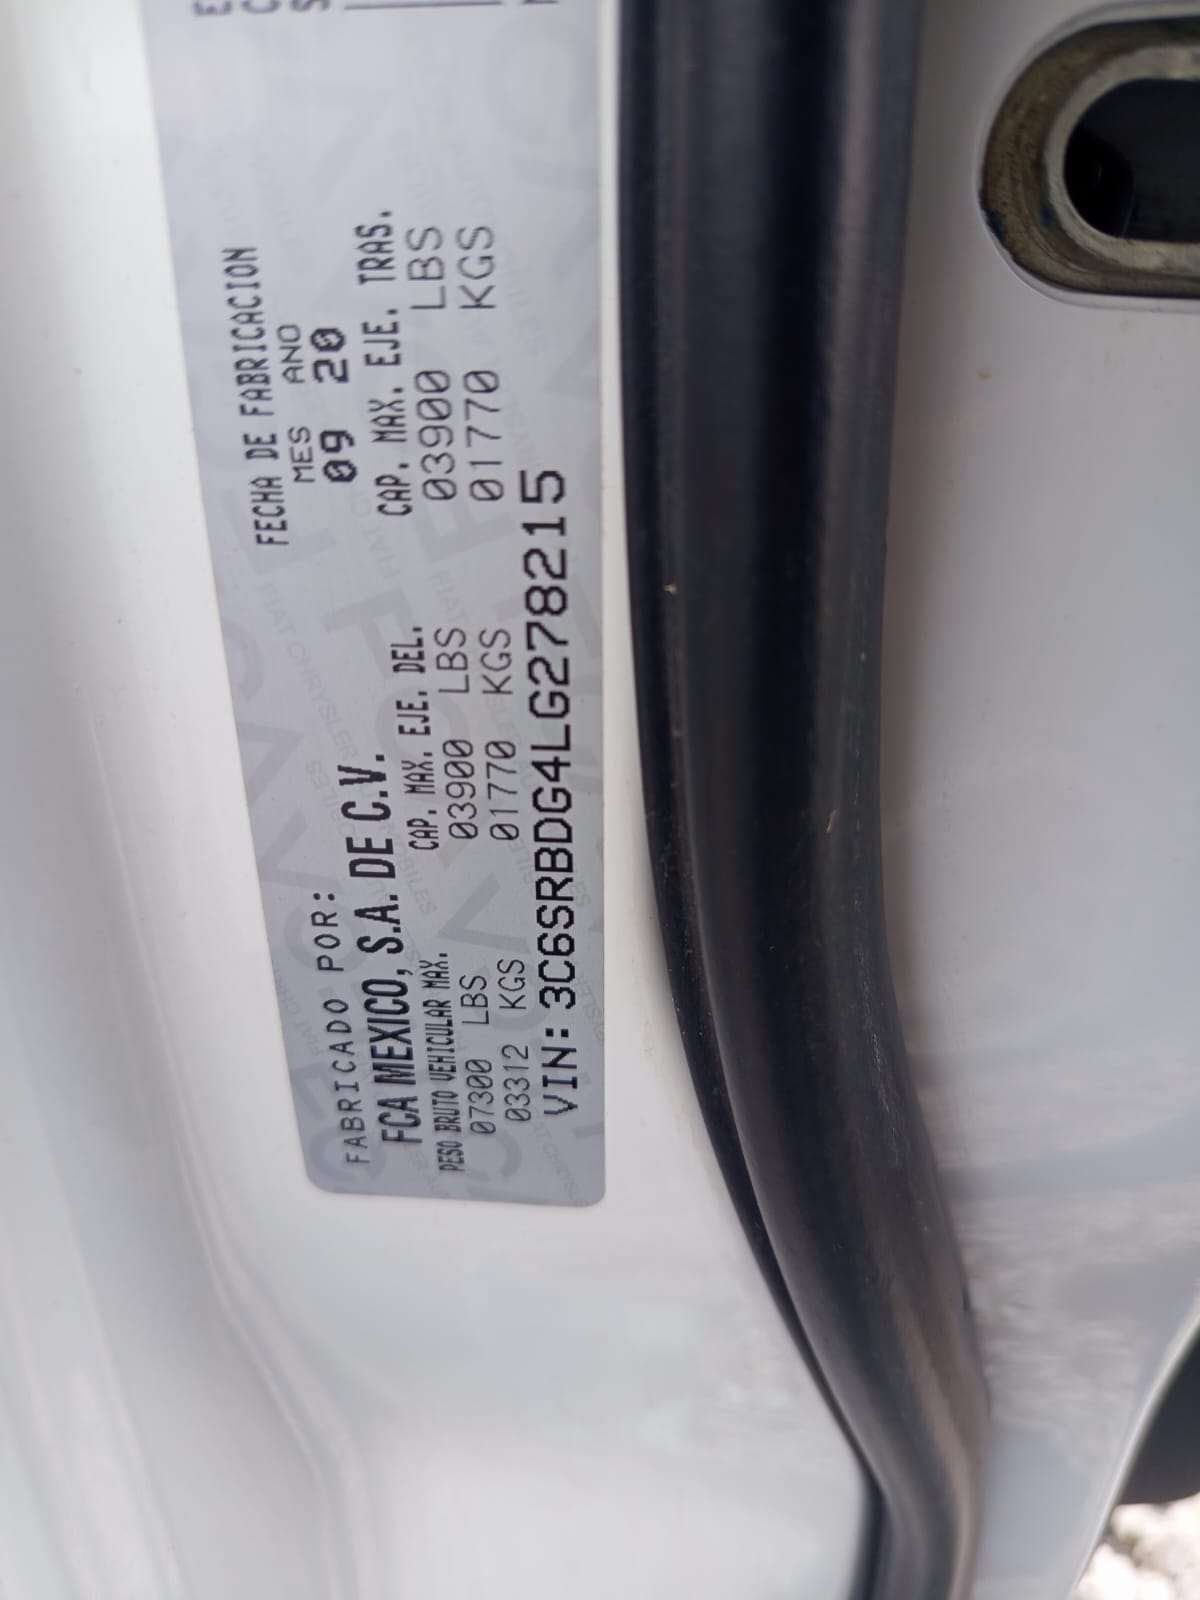 FECHA DE FABRICACION
MES ANO
09 20
FABRICADO POR:
FCA MEXICO, S.A. DE C.V.
PESO BRUTO VEHICULAR MAX. CAP. MAX. EJE. DEL. CAP. MAX. EJE. TRAS.
07300 LBS 03900 LBS 03900 LBS
03312 KGS 01770 KGS 01770 KGS
VIN: 3C6SRBDG4LG278215